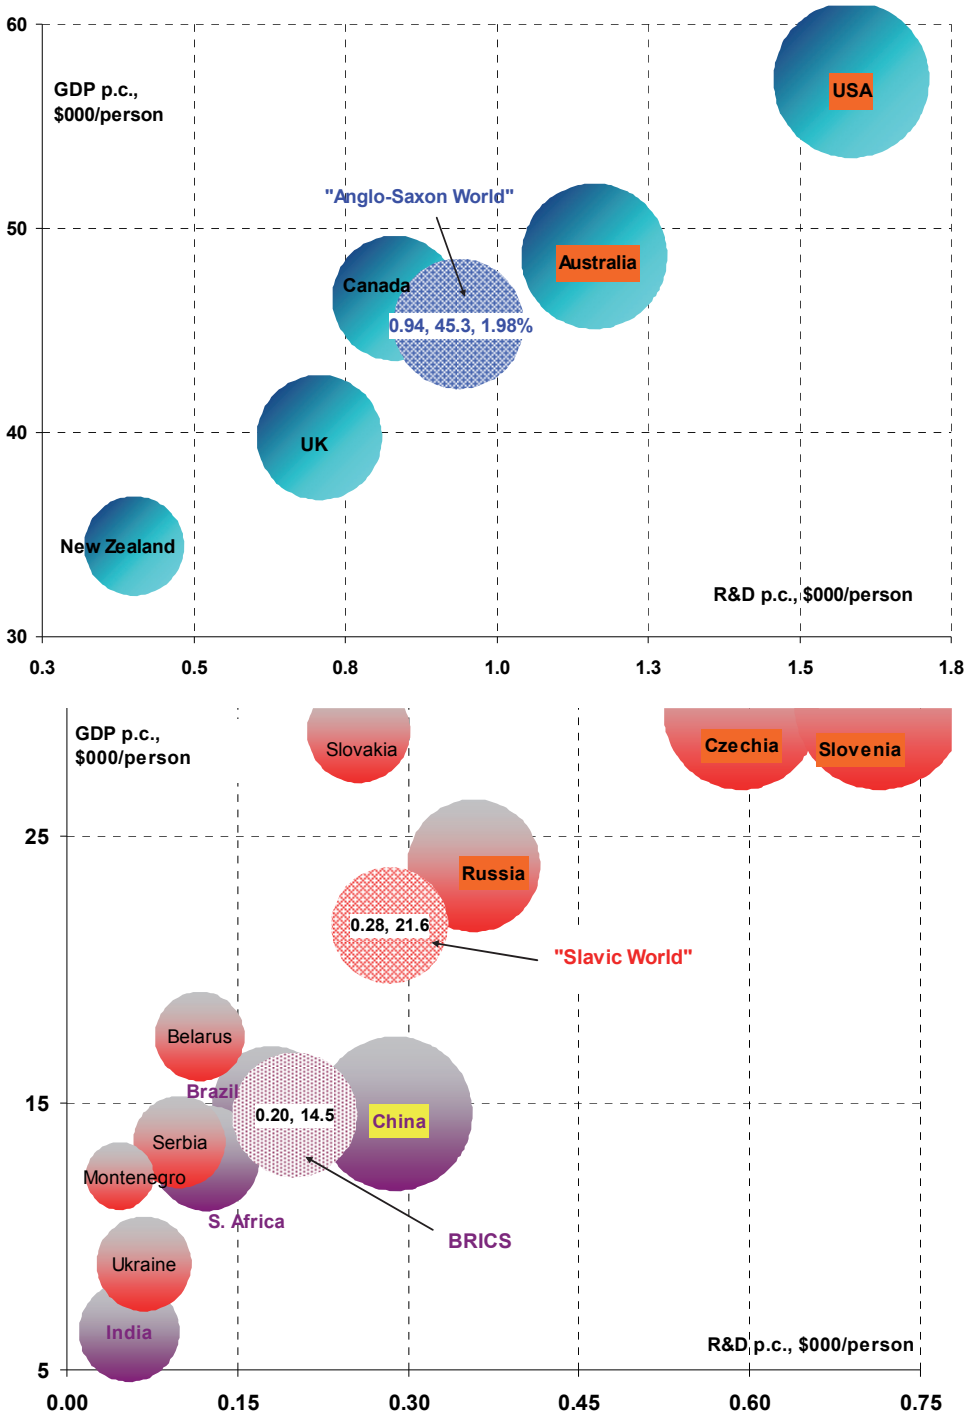 60
GDP p.c.,
$000/person
USA
"Anglo-Saxon World"
50
Australia
Canada
0.94, 45.3, 1.98%
40
UK
New Zealand
R&D p.c., $000/person
30
0.3 0.5 0.8 1.0 1.3 1.5 1.8
GDP p.c.,
$000/person
Slovakia
Czechia
Slovenia
25
Russia
0.28, 21.6
"Slavic World"
Belarus
Brazil
15
0.20, 14.5
China
Serbia
Montenegro
S. Africa
BRICS
Ukraine
India
R&D p.c., $000/person
5
0.00 0.15 0.30 0.45 0.60 0.75